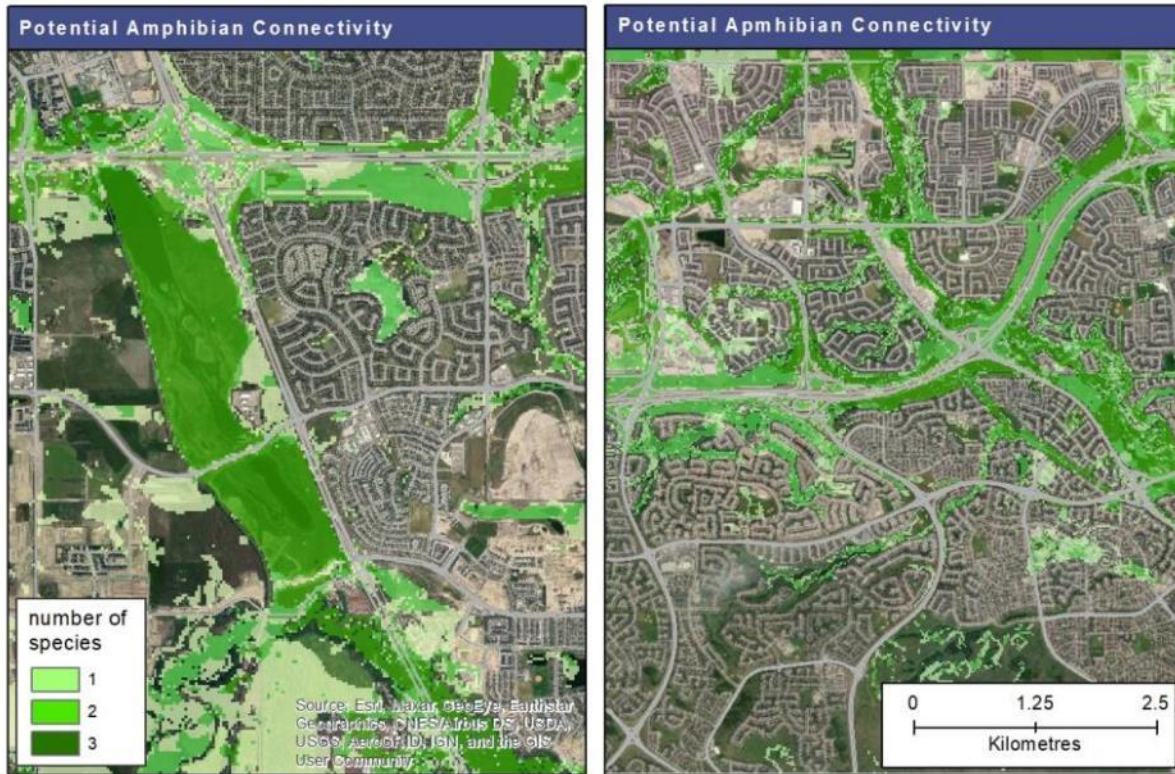 Potential Amphibian Connectivity
number of
species
1
2
3
Source: Esri, Maxar, GeoEye, Earthstar
Geographics, CNES/Airbus DS, USDA,
USGS, AeroGRID, IGN, and the GIS
User Community
Potential Apmhibian Connectivity
0 1.25 2.5
Kilometres